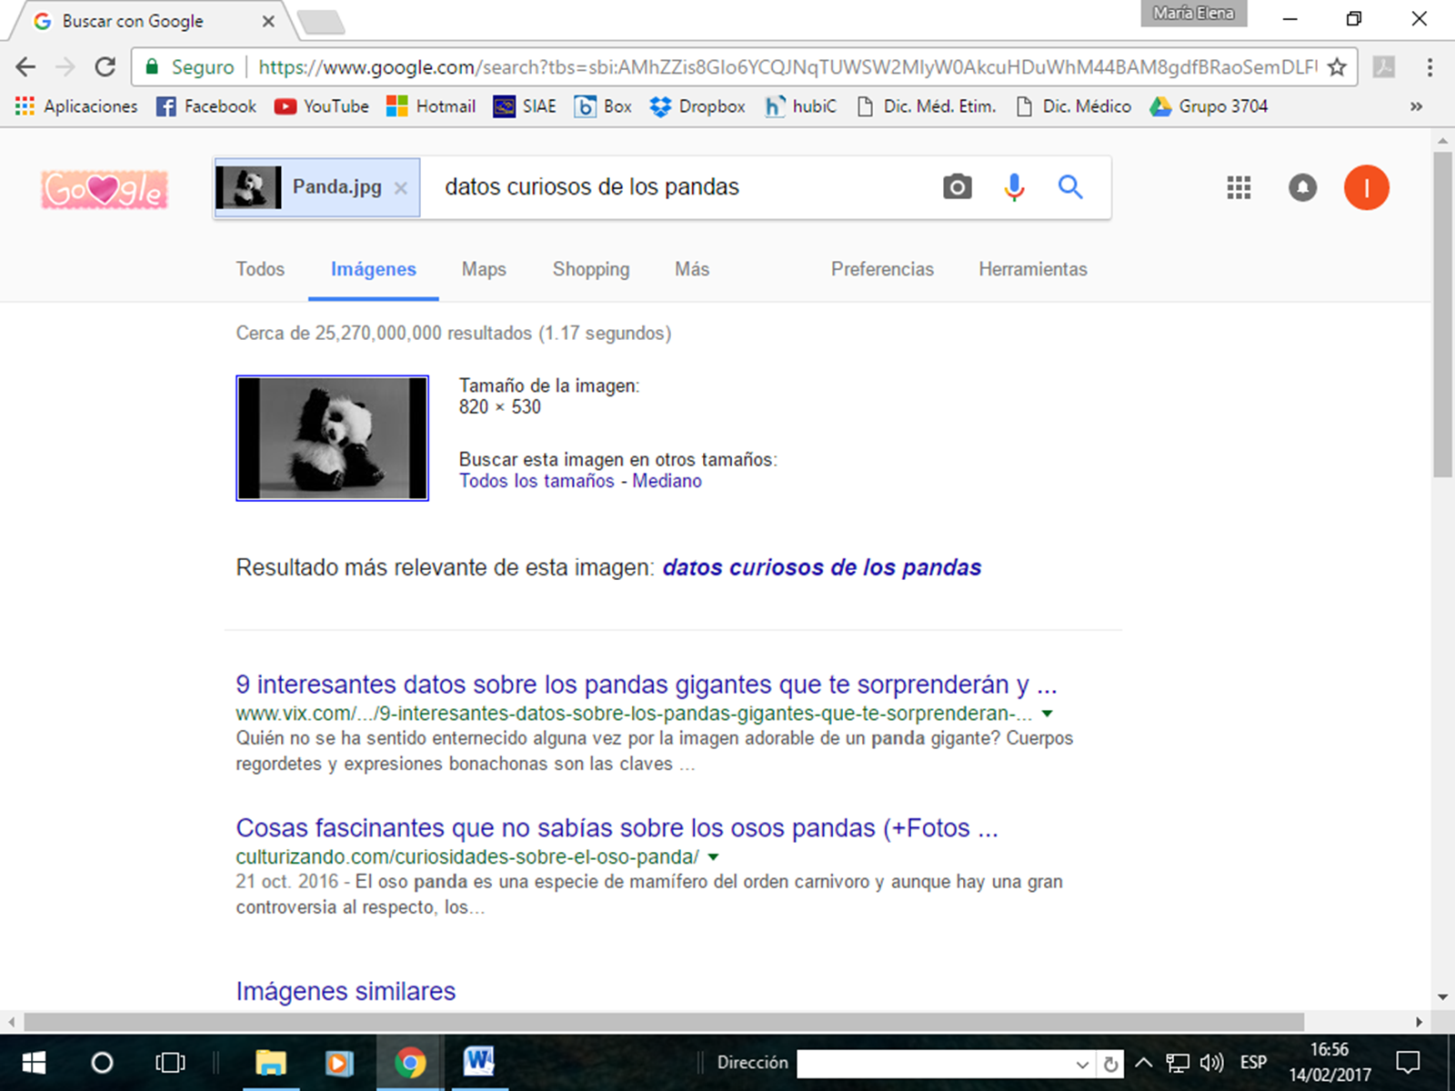 Buscar con Google
María Elena
Seguro https://www.google.com/search?tbs=sbi:AMhZZis8GIo6YCQJNqTUWSW2MIyW0AkcuHDuWhM44BAM8gdfBRaoSemDLFU
Aplicaciones Facebook YouTube Hotmail SIAE Box Dropbox hubiC Dic. Méd. Etim. Dic. Médico Grupo 3704 »
Google Panda.jpg datos curiosos de los pandas I
Todos Imágenes Maps Shopping Más Preferencias Herramientas
Cerca de 25,270,000,000 resultados (1.17 segundos)
Tamaño de la imagen:
820 × 530
Buscar esta imagen en otros tamaños:
Todos los tamaños - Mediano
Resultado más relevante de esta imagen: datos curiosos de los pandas
9 interesantes datos sobre los pandas gigantes que te sorprenderán y ...
www.vix.com/.../9-interesantes-datos-sobre-los-pandas-gigantes-que-te-sorprenderan-...
Quién no se ha sentido enternecido alguna vez por la imagen adorable de un panda gigante? Cuerpos
regordetes y expresiones bonachonas son las claves ...
Cosas fascinantes que no sabías sobre los osos pandas (+Fotos ...
culturizando.com/curiosidades-sobre-el-oso-panda/
21 oct. 2016 - El oso panda es una especie de mamífero del orden carnivoro y aunque hay una gran
controversia al respecto, los...
Imágenes similares
Dirección ESP 16:56
14/02/2017